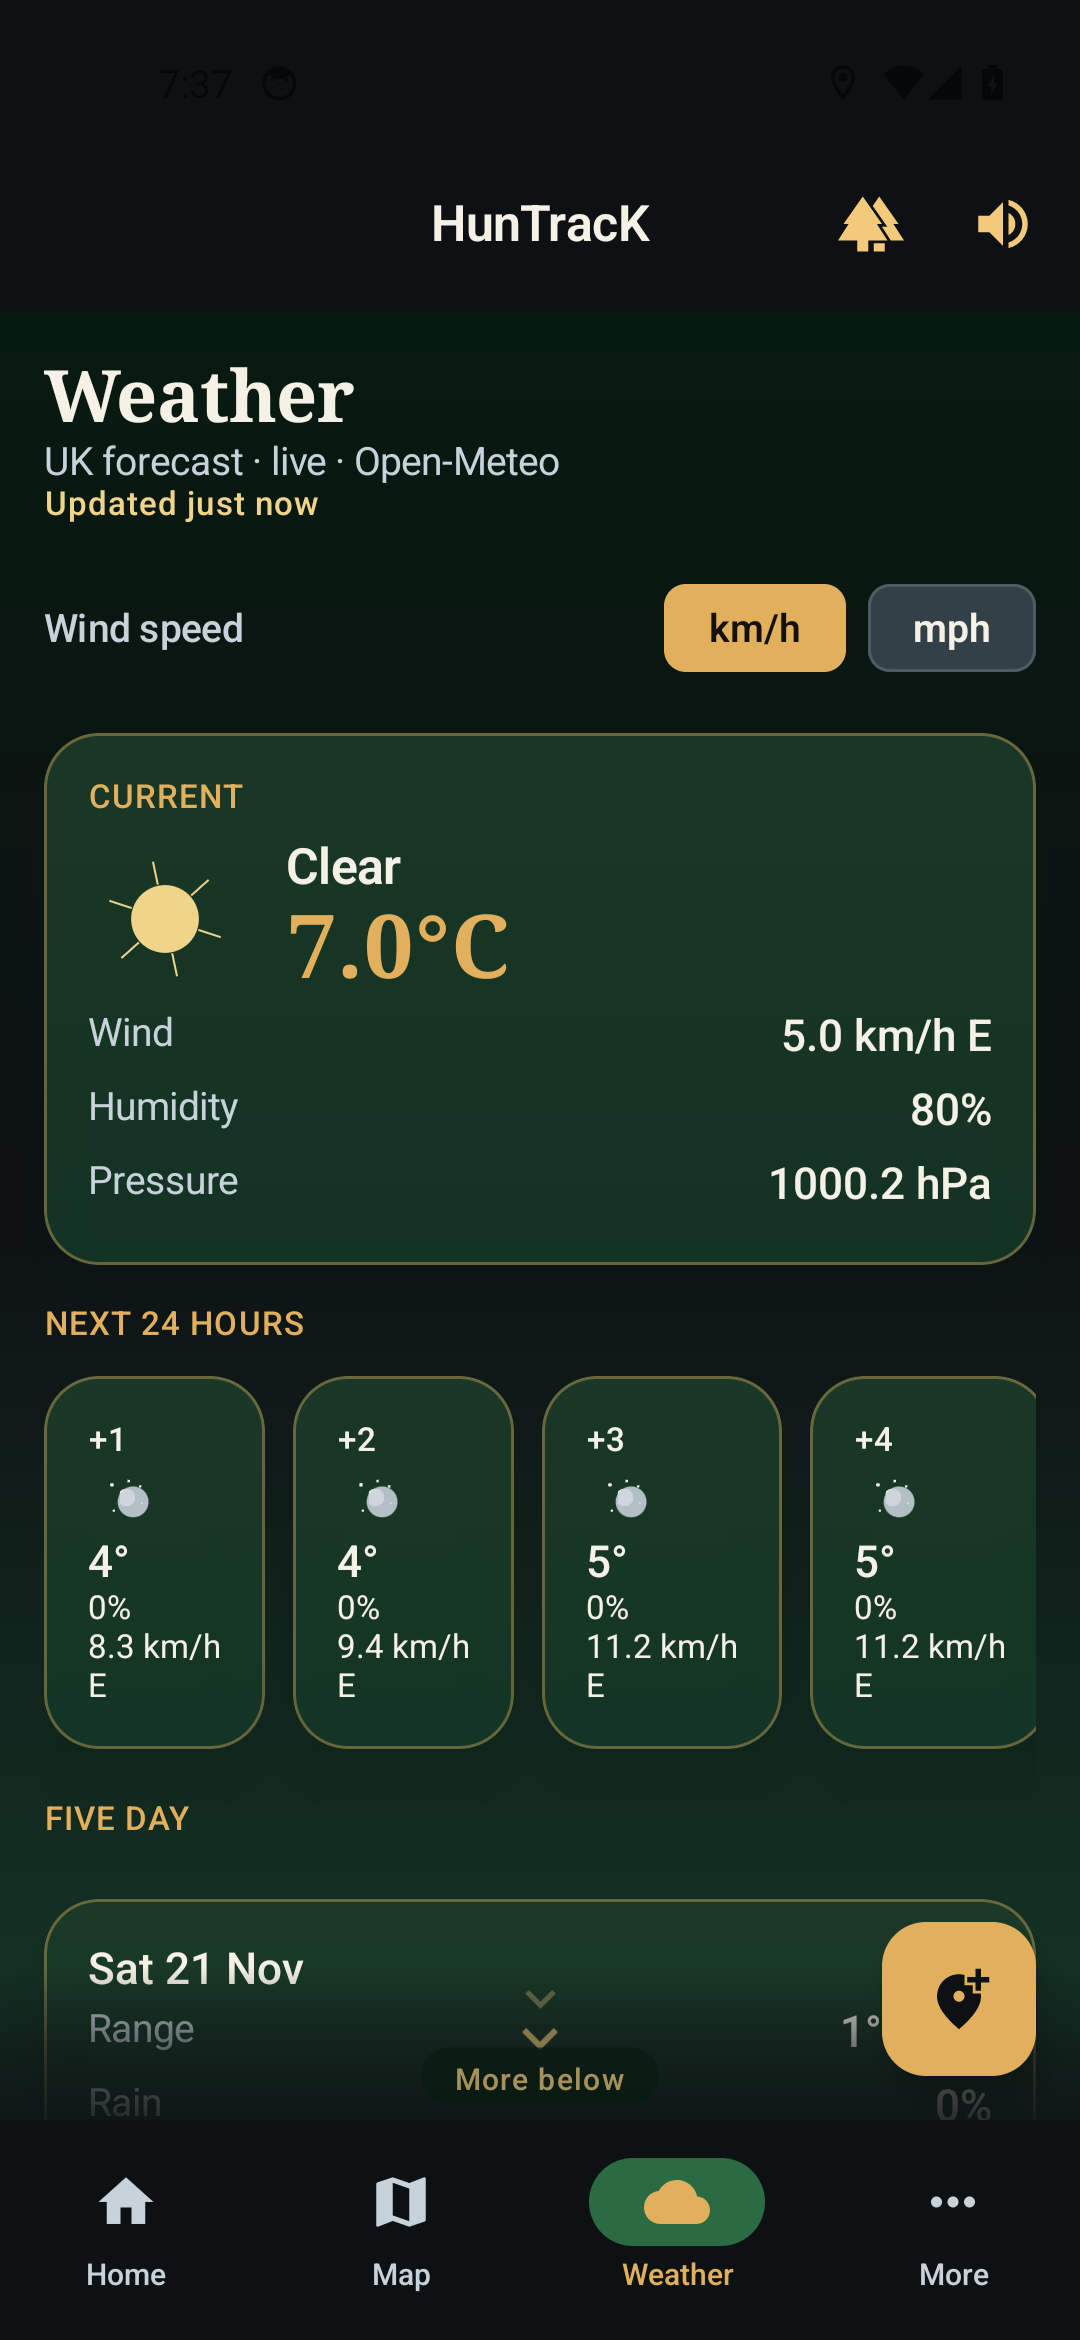 7:37
HunTracK
Weather
UK forecast · live · Open-Meteo
Updated just now
Wind speed
km/h
mph
CURRENT
Clear
7.0°C
Wind
5.0 km/h E
Humidity
80%
Pressure
1000.2 hPa
NEXT 24 HOURS
+1
4°
0%
8.3 km/h
E
+2
4°
0%
9.4 km/h
E
+3
5°
0%
11.2 km/h
E
+4
5°
0%
11.2 km/h
E
FIVE DAY
Sat 21 Nov
Range
1°
Rain
0%
More below
Home
Map
Weather
More